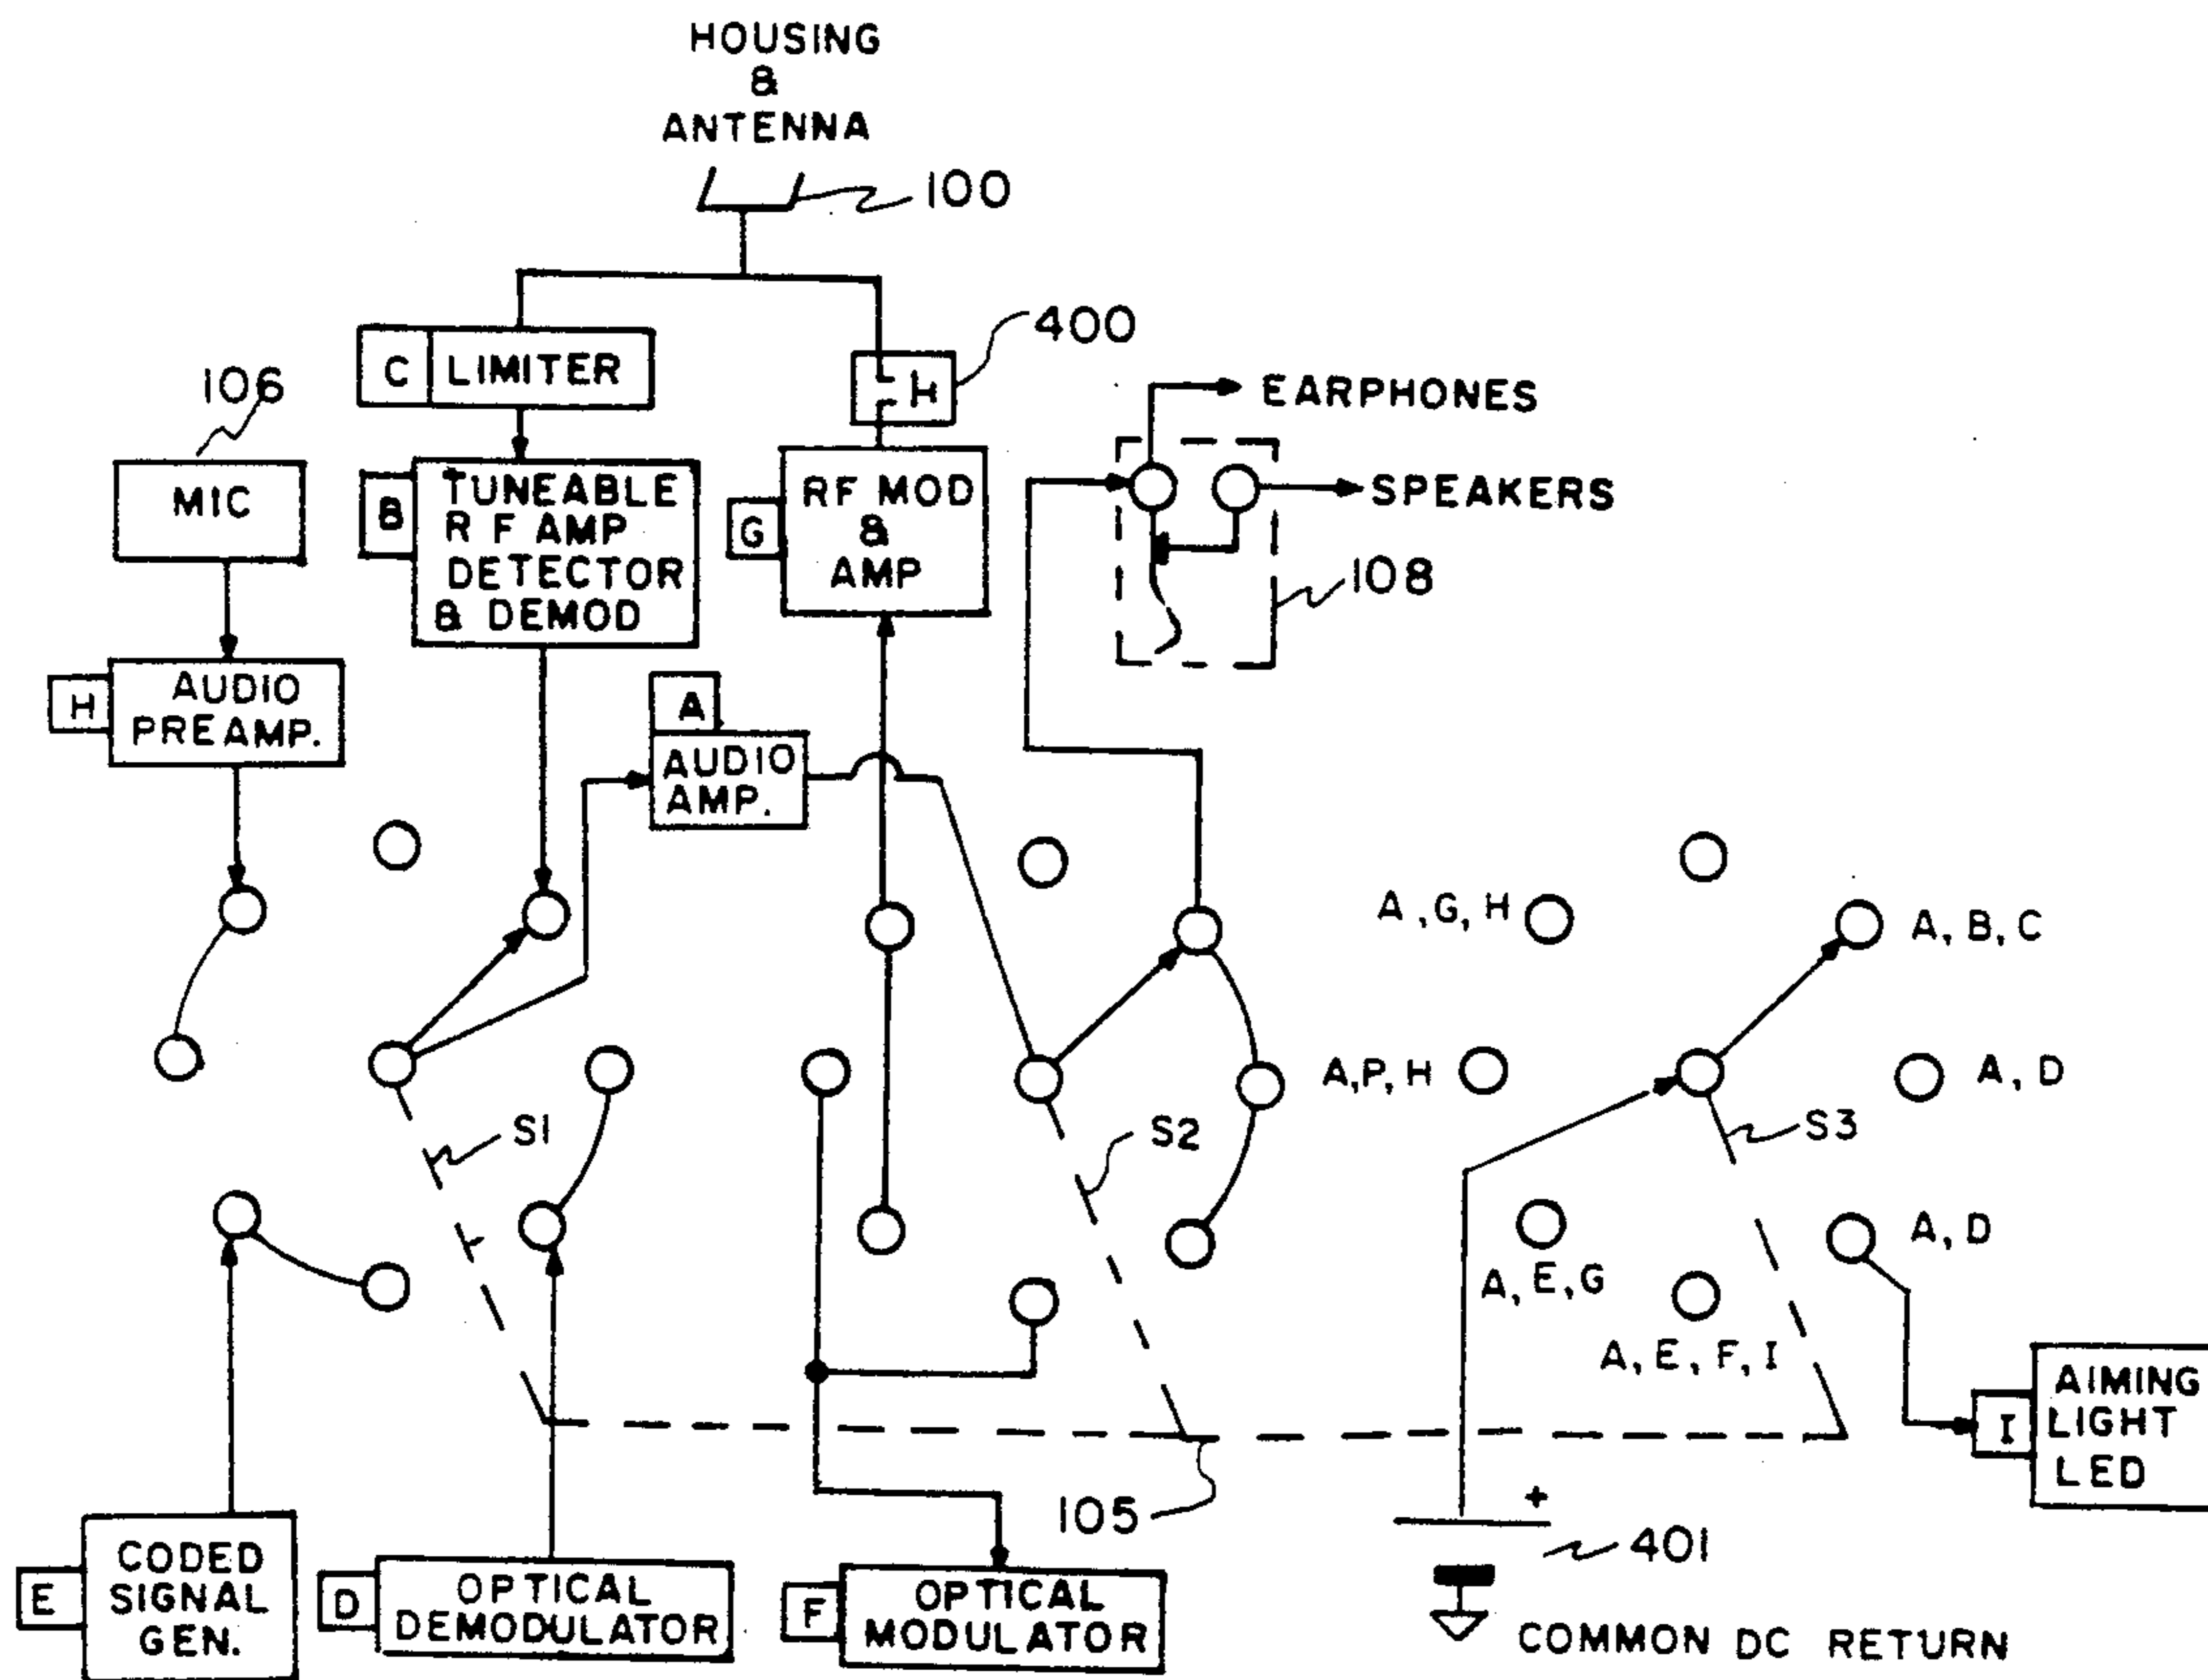 HOUSING
&
ANTENNA
100
400
C LIMITER
H
106
EARPHONES
MIC
B TUNEABLE
RF AMP
DETECTOR
& DEMOD
G RF MOD
&
AMP
SPEAKERS
108
H AUDIO
PREAMP.
A
AUDIO
AMP.
A,G,H
A,B,C
A,P,H
A,D
S1
S2
S3
A,E,G
A,D
A,E,F,I
I AIMING
LIGHT
LED
105
+
401
E CODED
SIGNAL
GEN.
D OPTICAL
DEMODULATOR
F OPTICAL
MODULATOR
COMMON DC RETURN